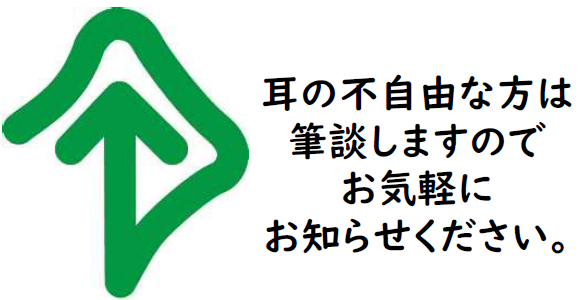 耳の不自由な方は
筆談しますので
お気軽に
お知らせください。